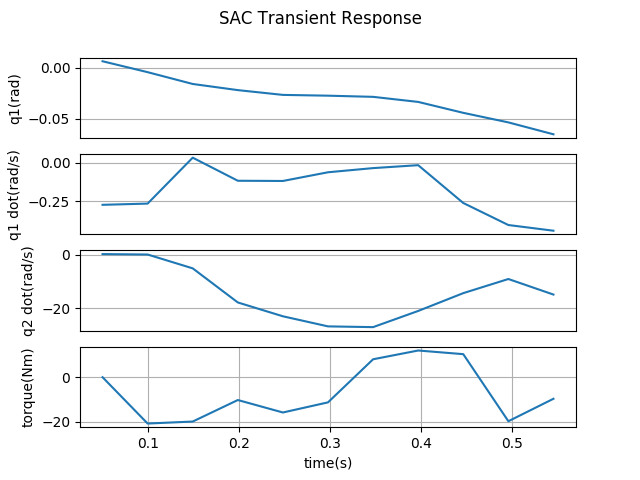 SAC Transient Response
0.00
−0.05
q1(rad)
0.00
−0.25
q1 dot(rad/s)
0
−20
q2 dot(rad/s)
0
−20
torque(Nm)
0.1 0.2 0.3 0.4 0.5
time(s)